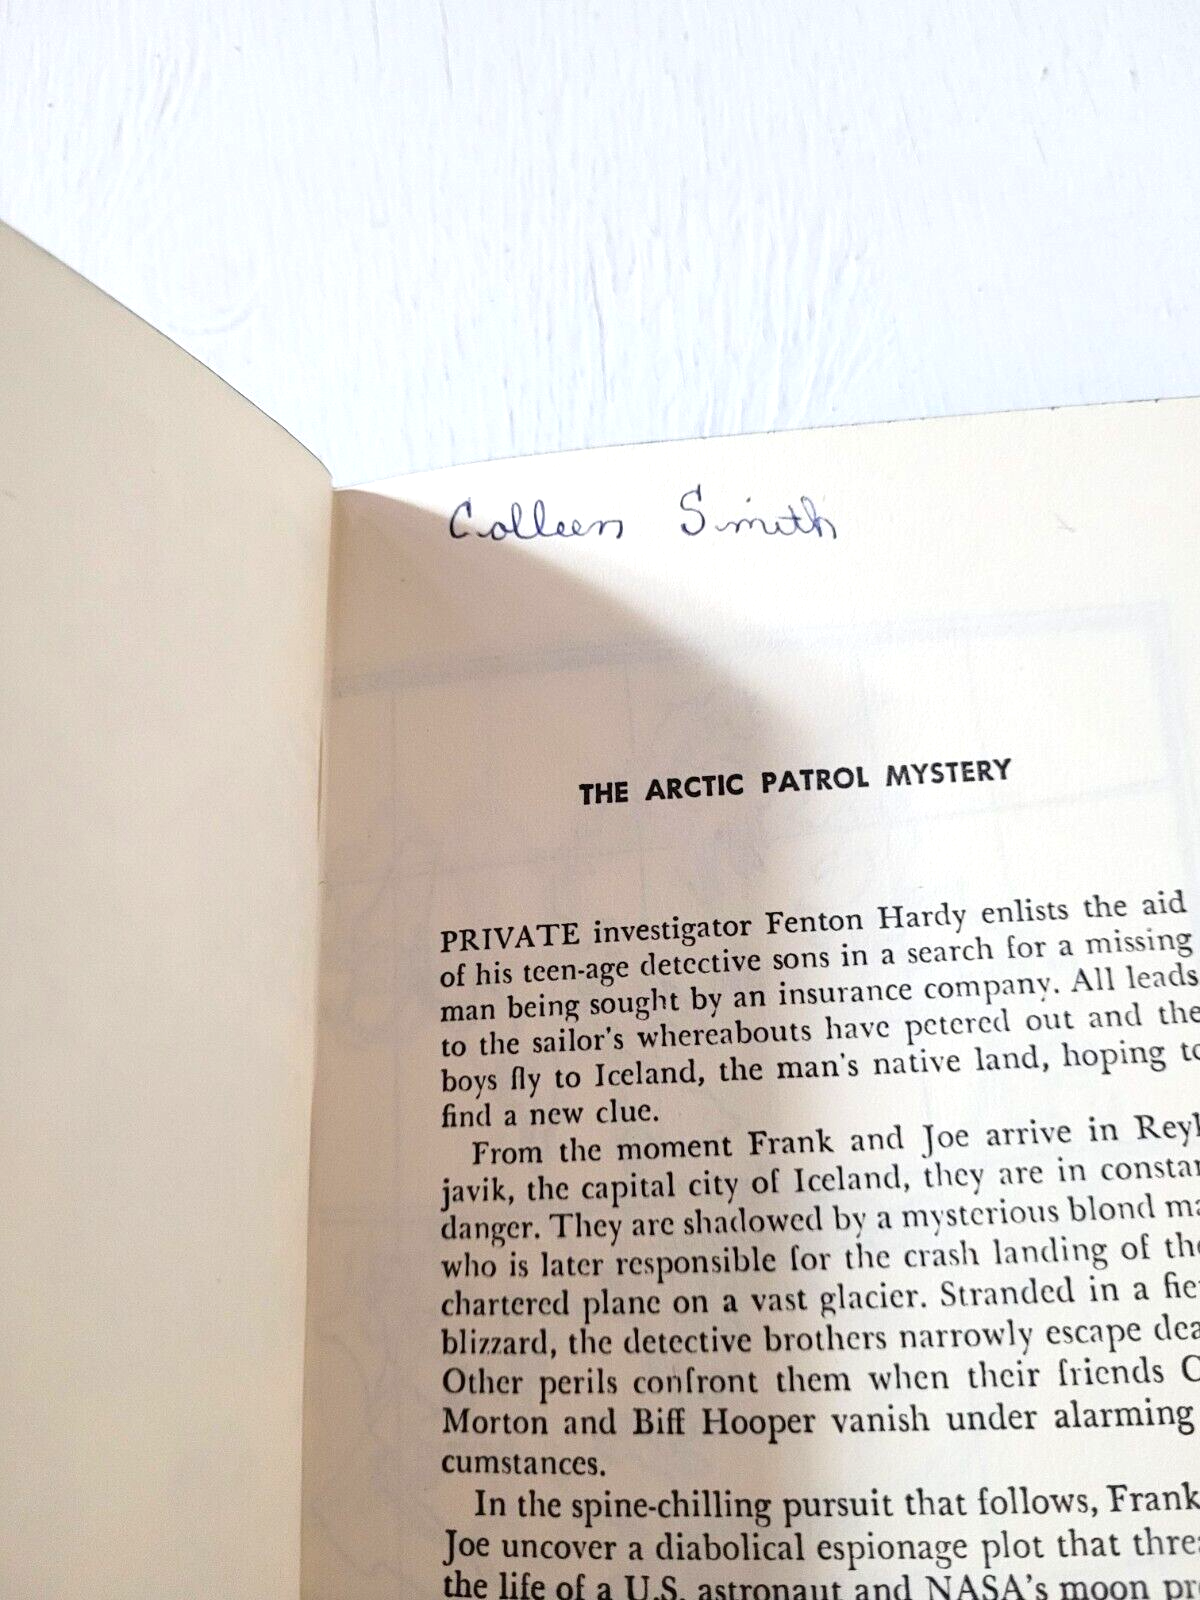 Colleen Smith
THE ARCTIC PATROL MYSTERY
PRIVATE investigator Fenton Hardy enlists the aid
of his teen-age detective sons in a search for a missing
man being sought by an insurance company. All leads
to the sailor's whereabouts have petered out and the
boys fly to Iceland, the man's native land, hoping to
find a new clue.
From the moment Frank and Joe arrive in
javik, the capital city of Iceland, they are in
danger. They are shadowed by a mysterious blond
who is later responsible for the crash landing of the
chartered plane on a vast glacier. Stranded in a
blizzard, the detective brothers narrowly escape
Other perils confront them when their friends
Morton and Biff Hooper vanish under alarming
cumstances.
In the spine-chilling pursuit that follows, Frank
Joe uncover a diabolical espionage plot that
the life of a U.S. astronaut and NASA's moon